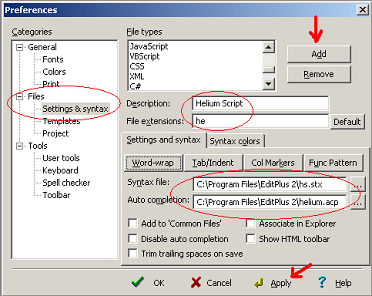 Preferences
Categories
General
Fonts
Colors
Print
Files
Settings & syntax
Templates
Project
Tools
User tools
Keyboard
Spell checker
Toolbar
File types
JavaScript
VBScript
CSS
XML
C#
Add
Remove
Description: Helium Script
File extensions: he Default
Settings and syntax Syntax colors
Word-wrap Tab/Indent Col Markers Func Pattern
Syntax file: C:\Program Files\EditPlus 2\hs.stx ...
Auto completion: C:\Program Files\EditPlus 2\helium.acp ...
Add to 'Common Files' Associate in Explorer
Disable auto completion Show HTML toolbar
Trim trailing spaces on save
OK Cancel Apply ? Help